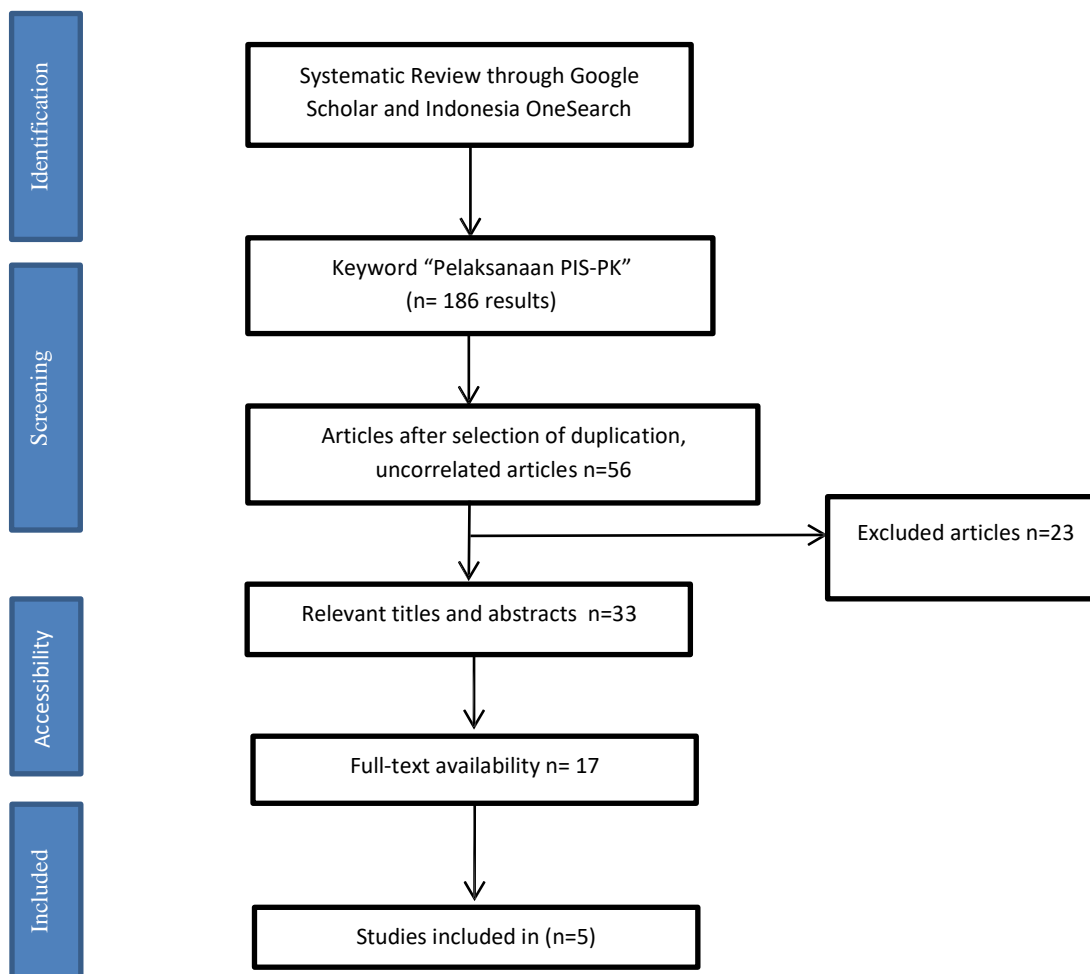 Identification
Systematic Review through Google
Scholar and Indonesia OneSearch
Screening
Keyword “Pelaksanaan PIS-PK”
(n= 186 results)
Articles after selection of duplication,
uncorrelated articles n=56
Excluded articles n=23
Accessibility
Relevant titles and abstracts n=33
Full-text availability n= 17
Included
Studies included in (n=5)